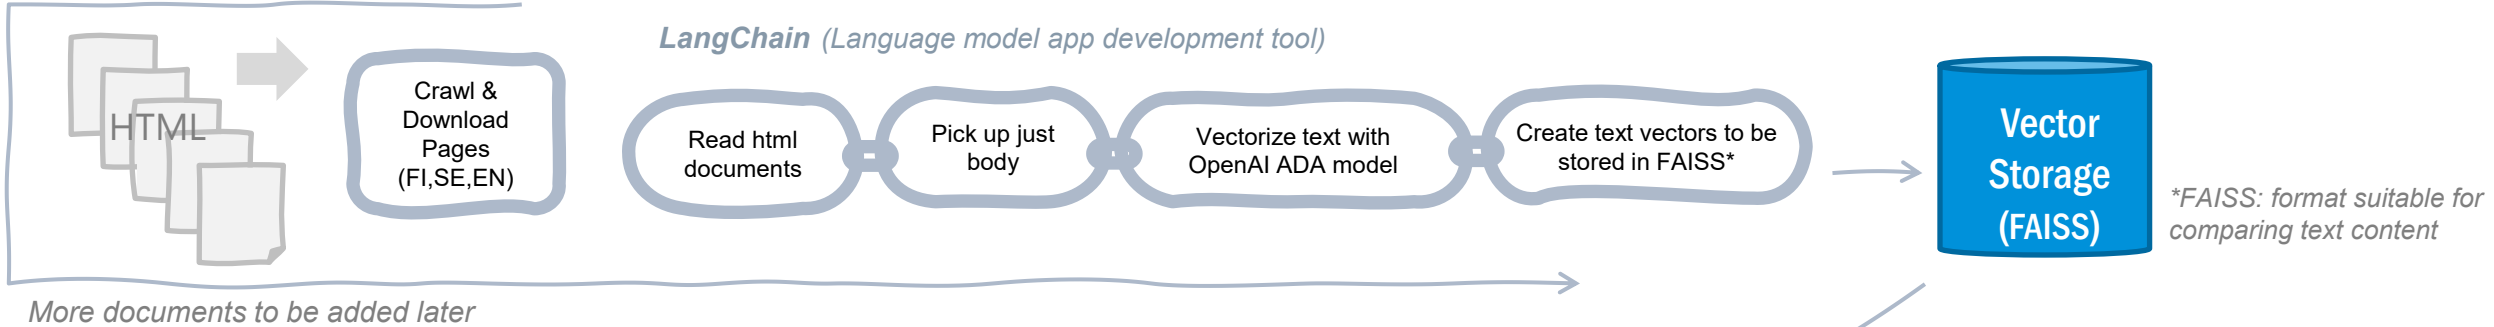 LangChain (Language model app development tool)
HTML
Crawl &
Download
Pages
(FI,SE,EN)
Read html
documents
Pick up just
body
Vectorize text with
OpenAI ADA model
Create text vectors to be
stored in FAISS*
Vector
Storage
(FAISS)
*FAISS: format suitable for
comparing text content
More documents to be added later